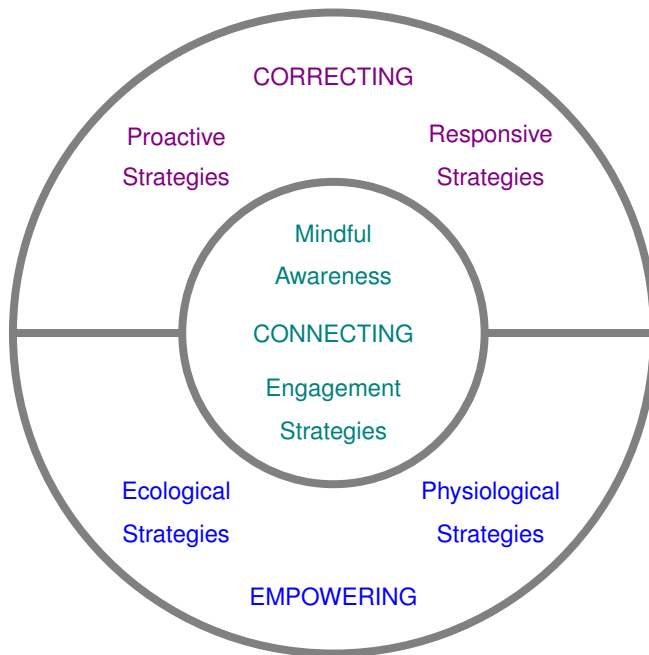 CORRECTING
Proactive
Strategies
Responsive
Strategies
Mindful
Awareness
CONNECTING
Engagement
Strategies
Ecological
Strategies
Physiological
Strategies
EMPOWERING